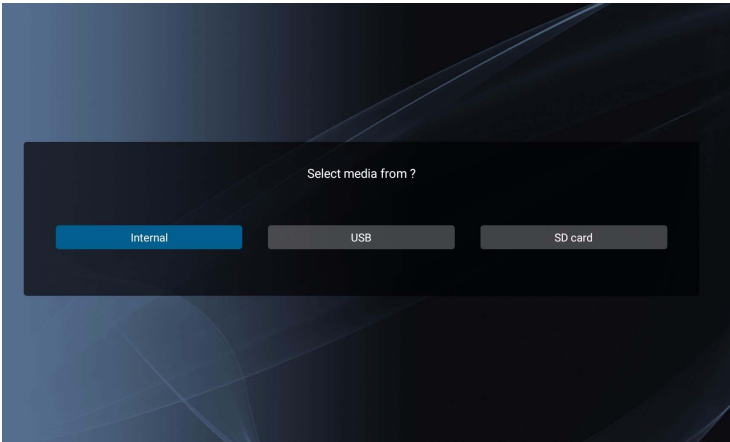 Select media from ?
Internal
USB
SD card